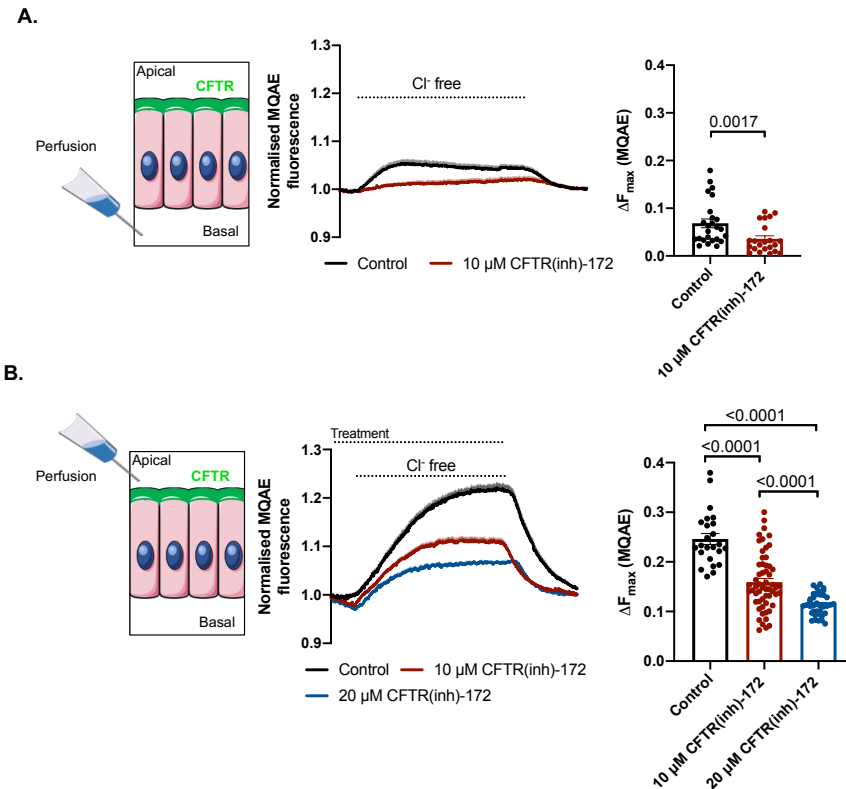 A.
Apical
CFTR
Perfusion
Basal
Normalised MQAE
fluorescence
1.3
1.2
1.1
1.0
0.9
Cl- free
Control
10 µM CFTR(inh)-172
ΔFmax (MQAE)
0.4
0.3
0.2
0.1
0.0
0.0017
Control
10 µM CFTR(inh)-172
B.
Perfusion
Apical
CFTR
Basal
Normalised MQAE
fluorescence
1.3
1.2
1.1
1.0
0.9
Treatment
Cl- free
Control
10 µM CFTR(inh)-172
20 µM CFTR(inh)-172
ΔFmax (MQAE)
0.4
0.3
0.2
0.1
0.0
<0.0001
<0.0001
<0.0001
Control
10 µM CFTR(inh)-172
20 µM CFTR(inh)-172